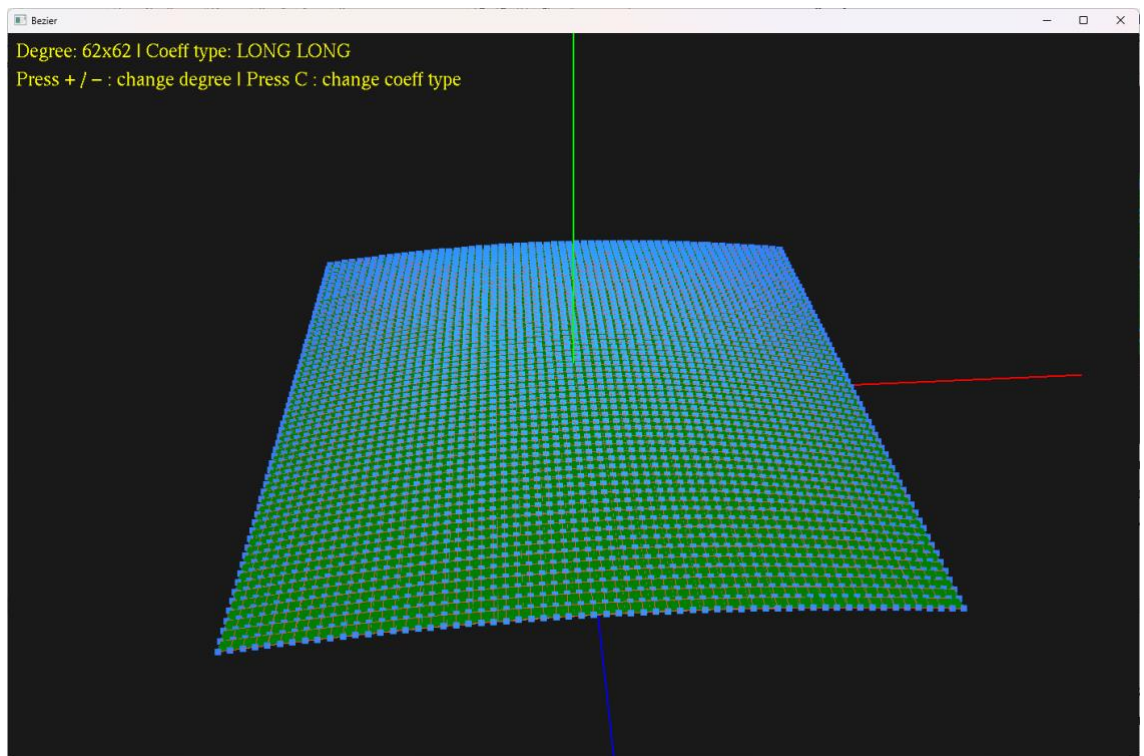 Bezier
Degree: 62x62 | Coeff type: LONG LONG
Press + / − : change degree | Press C : change coeff type